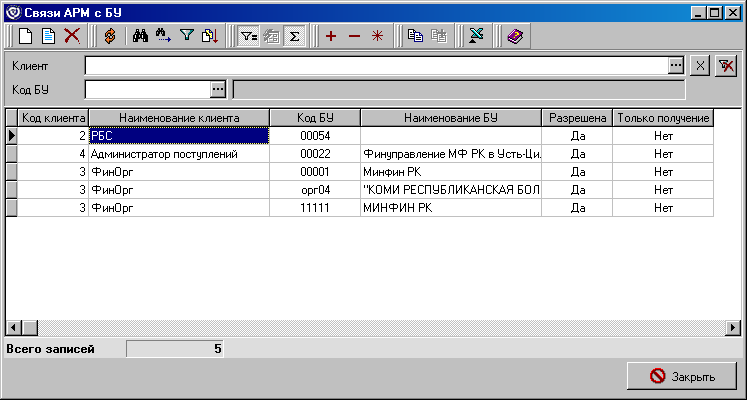 Связи АРМ с БУ
Клиент
Код БУ
Код клиента Наименование клиента Код БУ Наименование БУ Разрешена Только получение
2 РБС 00054 Да Нет
4 Администратор поступлений 00022 Финуправление МФ РК в Усть-Ци. Да Нет
3 ФинОрг 00001 Минфин РК Да Нет
3 ФинОрг орг04 "КОМИ РЕСПУБЛИКАНСКАЯ БОЛ Да Нет
3 ФинОрг 11111 МИНФИН РК Да Нет
Всего записей 5
Закрыть